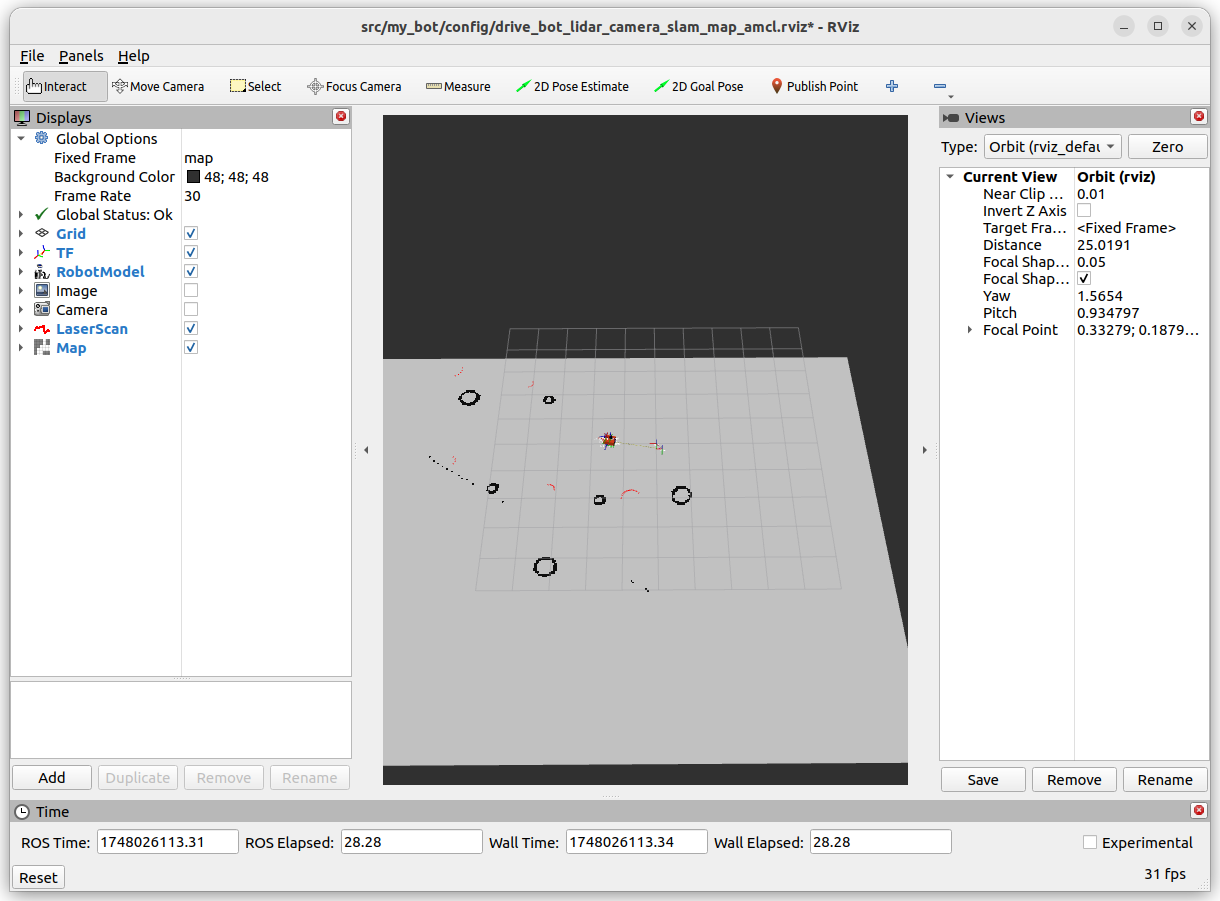 src/my_bot/config/drive_bot_lidar_camera_slam_map_amcl.rviz* - RViz
File Panels Help
Interact Move Camera Select Focus Camera Measure 2D Pose Estimate 2D Goal Pose Publish Point
Displays
Global Options
Fixed Frame map
Background Color 48; 48; 48
Frame Rate 30
Global Status: Ok
Grid
TF
RobotModel
Image
Camera
LaserScan
Map
Add Duplicate Remove Rename
Views
Type: Orbit (rviz_defau Zero
Current View Orbit (rviz)
Near Clip ... 0.01
Invert Z Axis
Target Fra... <Fixed Frame>
Distance 25.0191
Focal Shap... 0.05
Focal Shap...
Yaw 1.5654
Pitch 0.934797
Focal Point 0.33279; 0.1879...
Save Remove Rename
Time
ROS Time: 1748026113.31 ROS Elapsed: 28.28 Wall Time: 1748026113.34 Wall Elapsed: 28.28 Experimental
Reset 31 fps